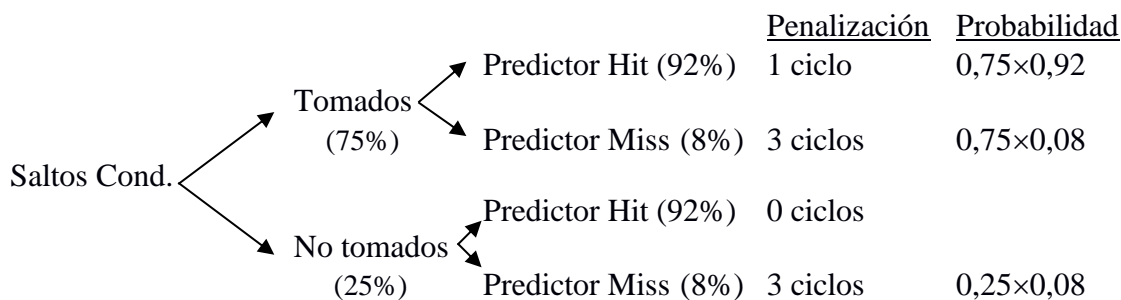 Penalización Probabilidad
Predictor Hit (92%) 1 ciclo 0,75×0,92
Tomados
(75%)
Predictor Miss (8%) 3 ciclos 0,75×0,08
Saltos Cond.
Predictor Hit (92%) 0 ciclos
No tomados
(25%)
Predictor Miss (8%) 3 ciclos 0,25×0,08